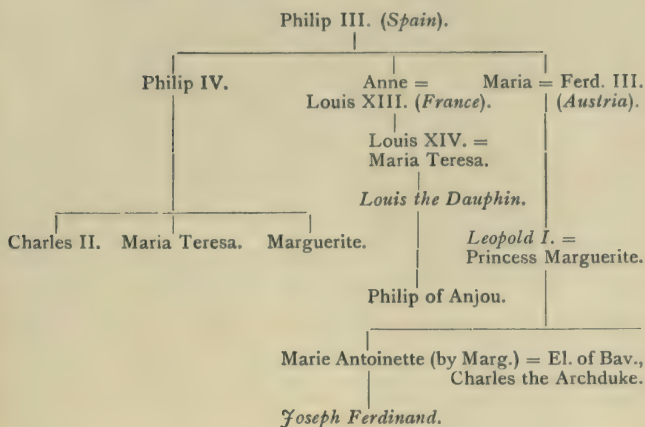 Philip III. (Spain).
Philip IV.
Anne =
Louis XIII. (France).
Maria = Ferd. III.
(Austria).
Louis XIV. =
Maria Teresa.
Louis the Dauphin.
Charles II. Maria Teresa. Marguerite.
Leopold I. =
Princess Marguerite.
Philip of Anjou.
Marie Antoinette (by Marg.) = El. of Bav.,
Charles the Archduke.
Joseph Ferdinand.